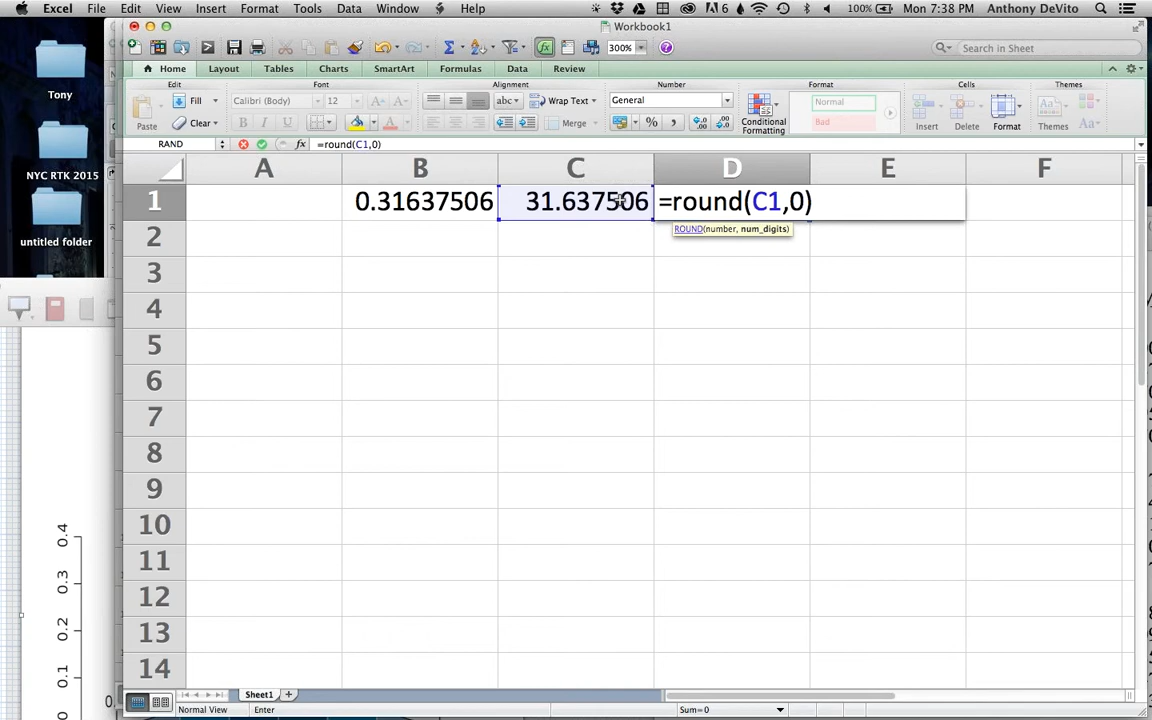 Excel File Edit View Insert Format Tools Data Window Help 6 100% Mon 7:38 PM Anthony DeVito
Workbook1
300% Search in Sheet
Home Layout Tables Charts SmartArt Formulas Data Review
Edit Font Alignment Number Format Cells Themes
Fill Calibri (Body) 12 A A abc Wrap Text General Normal
Paste Clear B I U A Merge % , Conditional Formatting Bad Insert Delete Format Themes Aa
RAND fx =round(C1,0)
A B C D E F
1 0.31637506 31.637506 =round(C1,0)
ROUND(number, num_digits)
2
3
4
5
6
7
8
9
10
11
12
13
14
Sheet1
Normal View Enter Sum=0
Tony
NYC RTK 2015
untitled folder
0.4
0.3
0.2
0.1